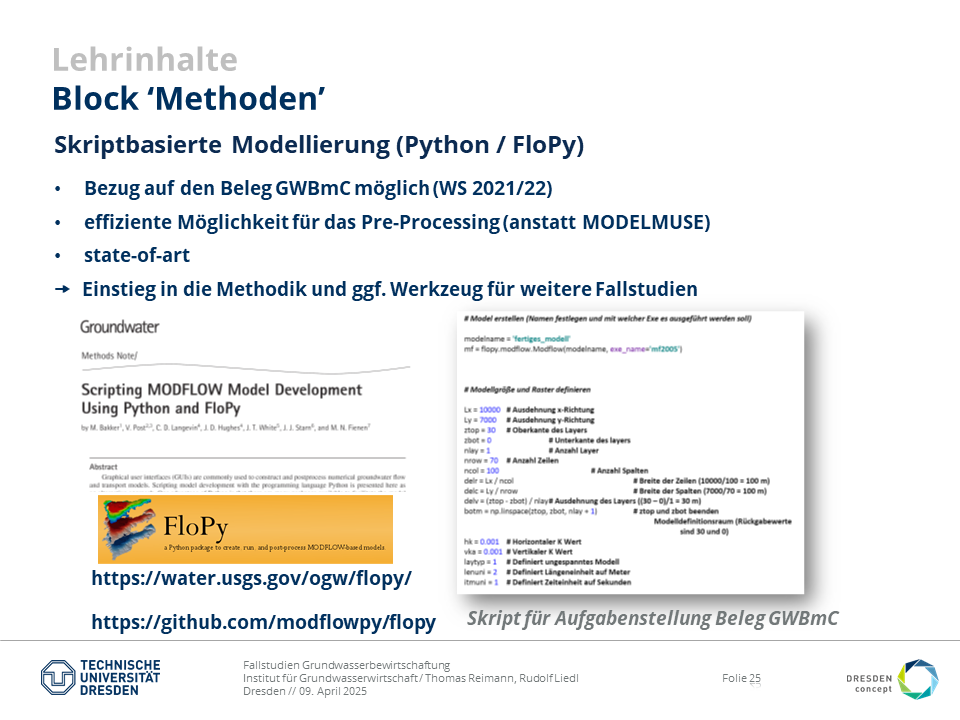 Lehrinhalte
Block ‘Methoden’
Skriptbasierte Modellierung (Python / FloPy)
• Bezug auf den Beleg GWBmC möglich (WS 2021/22)
• effiziente Möglichkeit für das Pre-Processing (anstatt MODELMUSE)
• state-of-art
→ Einstieg in die Methodik und ggf. Werkzeug für weitere Fallstudien
Groundwater
Methods Note/
Scripting MODFLOW Model Development
Using Python and FloPy
by M. Bakker1, V. Post2,3, C. D. Langevin4, J. D. Hughes4, J. T. White5, J. J. Starn6, and M. N. Fienen7
Abstract
Graphical user interfaces (GUIs) are commonly used to construct and postprocess numerical groundwater flow
and transport models. Scripting model development with the programming language Python is presented here as
FloPy
a Python package to create, run, and post-process MODFLOW-based models
https://water.usgs.gov/ogw/flopy/
https://github.com/modflowpy/flopy
# Model erstellen (Namen festlegen und mit welcher Exe es ausgeführt werden soll)
modelname = 'fertiges_modell'
mf = flopy.modflow.Modflow(modelname, exe_name='mf2005')
# Modellgröße und Raster definieren
Lx = 10000 # Ausdehnung x-Richtung
Ly = 7000 # Ausdehnung y-Richtung
ztop = 30 # Oberkante des Layers
zbot = 0 # Unterkante des layers
nlay = 1 # Anzahl Layer
nrow = 70 # Anzahl Zeilen
ncol = 100 # Anzahl Spalten
delr = Lx / ncol # Breite der Zeilen (10000/100 = 100 m)
delc = Ly / nrow # Breite der Spalten (7000/70 = 100 m)
delv = (ztop - zbot) / nlay # Ausdehnung des Layers ((30 – 0)/1 = 30 m)
botm = np.linspace(ztop, zbot, nlay + 1) # ztop und zbot beenden
Modelldefinitionsraum (Rückgabewerte
sind 30 und 0)
hk = 0.001 # Horizontaler K Wert
vka = 0.001 # Vertikaler K Wert
laytyp = 1 # Definiert ungespanntes Modell
lenuni = 2 # Definiert Längeneinheit auf Meter
itmuni = 1 # Definiert Zeiteinheit auf Sekunden
Skript für Aufgabenstellung Beleg GWBmC
TECHNISCHE
UNIVERSITÄT
DRESDEN
Fallstudien Grundwasserbewirtschaftung
Institut für Grundwasserwirtschaft / Thomas Reimann, Rudolf Liedl
Dresden // 09. April 2025
Folie 25
DRESDEN
concept